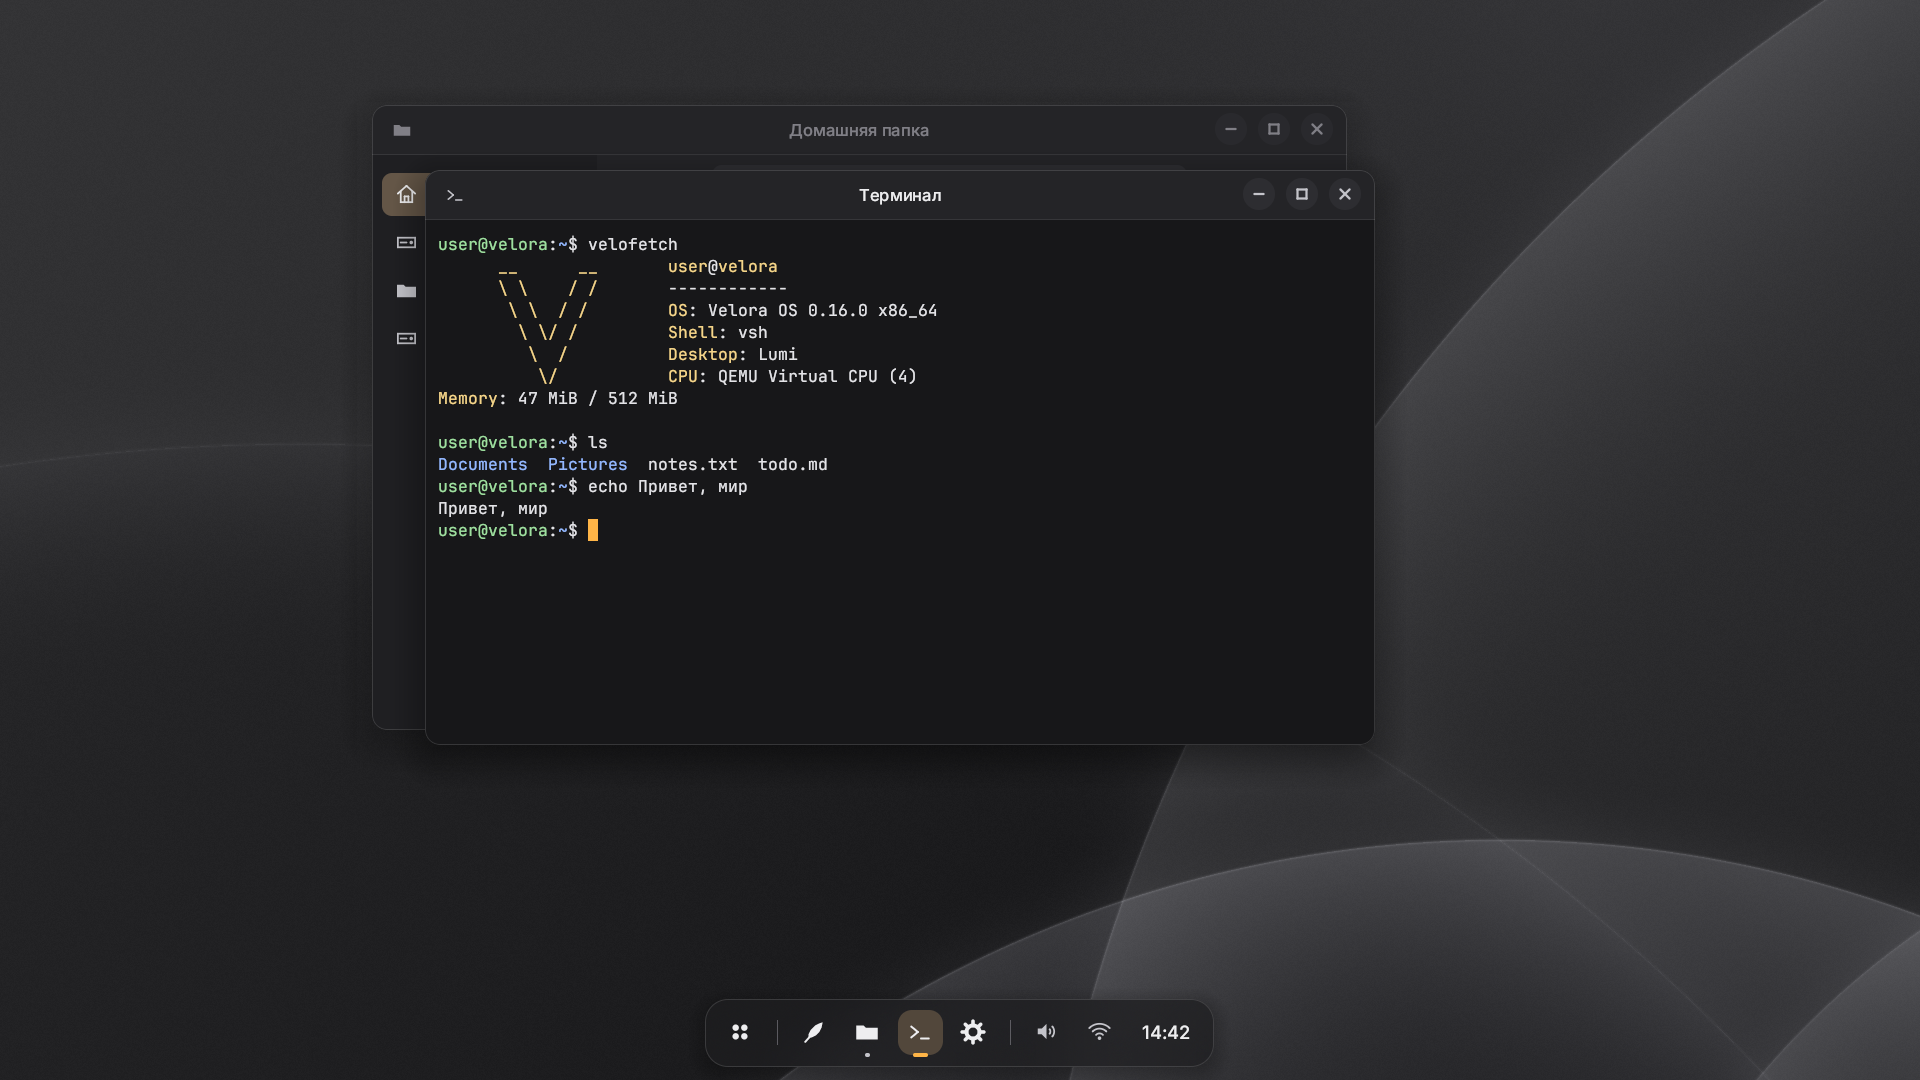 Домашняя папка
Терминал
user@velora:~$ velofetch
 __      __       user@velora
 \ \    / /       ------------
  \ \  / /        OS: Velora OS 0.16.0 x86_64
   \ \/ /         Shell: vsh
    \  /          Desktop: Lumi
     \/           CPU: QEMU Virtual CPU (4)
Memory: 47 MiB / 512 MiB
user@velora:~$ ls
Documents  Pictures  notes.txt  todo.md
user@velora:~$ echo Привет, мир
Привет, мир
user@velora:~$
14:42